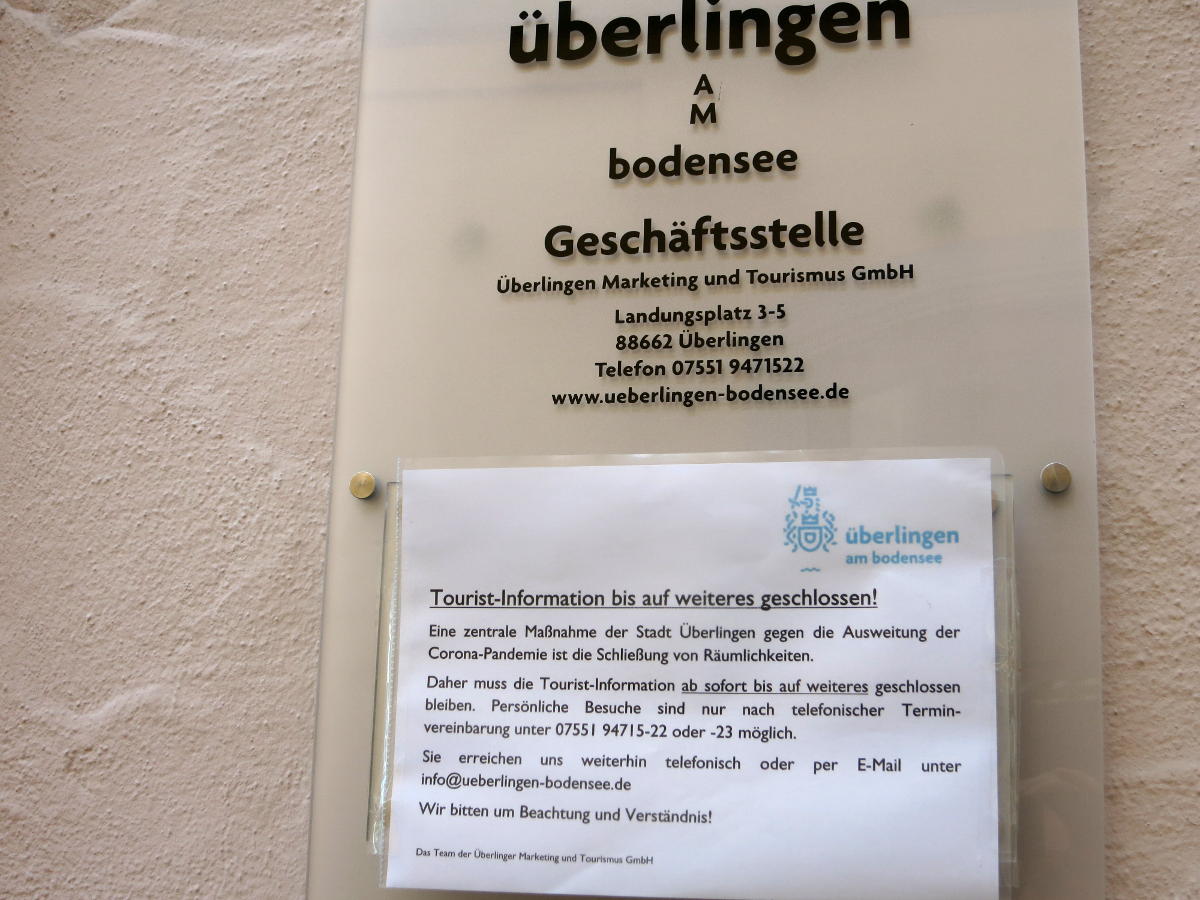 überlingen
A
M
bodensee
Geschäftsstelle
Überlingen Marketing und Tourismus GmbH
Landungsplatz 3-5
88662 Überlingen
Telefon 07551 9471522
www.ueberlingen-bodensee.de
überlingen
am bodensee
Tourist-Information bis auf weiteres geschlossen!
Eine zentrale Maßnahme der Stadt Überlingen gegen die Ausweitung der
Corona-Pandemie ist die Schließung von Räumlichkeiten.
Daher muss die Tourist-Information ab sofort bis auf weiteres geschlossen
bleiben. Persönliche Besuche sind nur nach telefonischer Termin-
vereinbarung unter 07551 94715-22 oder -23 möglich.
Sie erreichen uns weiterhin telefonisch oder per E-Mail unter
info@ueberlingen-bodensee.de
Wir bitten um Beachtung und Verständnis!
Das Team der Überlinger Marketing und Tourismus GmbH